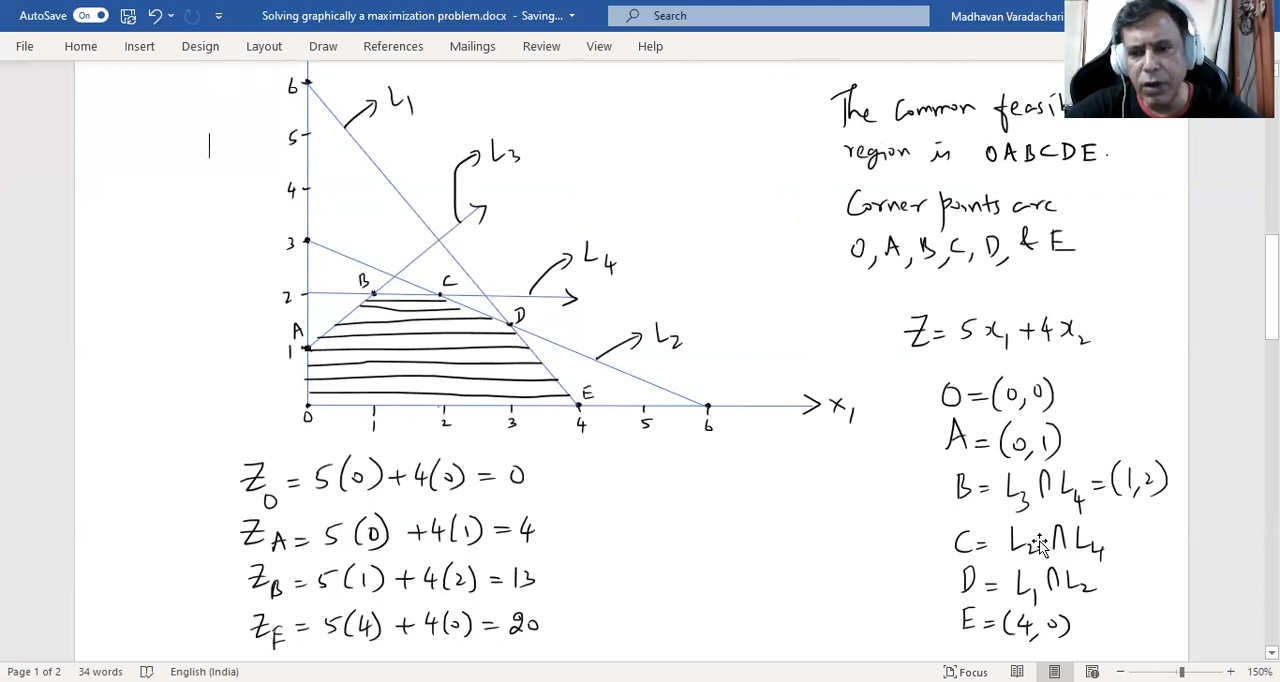 AutoSave On Solving graphically a maximization problem.docx - Saving... Search Madhavan Varadachari
File Home Insert Design Layout Draw References Mailings Review View Help
6
5
4
3
2
1
L1
L3
L4
L2
A
B
C
D
E
0 1 2 3 4 5 6 x1
The common
region is OABCDE.
Corner points are
O, A, B, C, D, & E
Z = 5x1 + 4x2
O = (0,0)
A = (0,1)
B = L3 ∩ L4 = (1,2)
C = L2 ∩ L4
D = L1 ∩ L2
E = (4,0)
ZO = 5(0) + 4(0) = 0
ZA = 5(0) + 4(1) = 4
ZB = 5(1) + 4(2) = 13
ZE = 5(4) + 4(0) = 20
Page 1 of 2 34 words English (India) Focus 150%